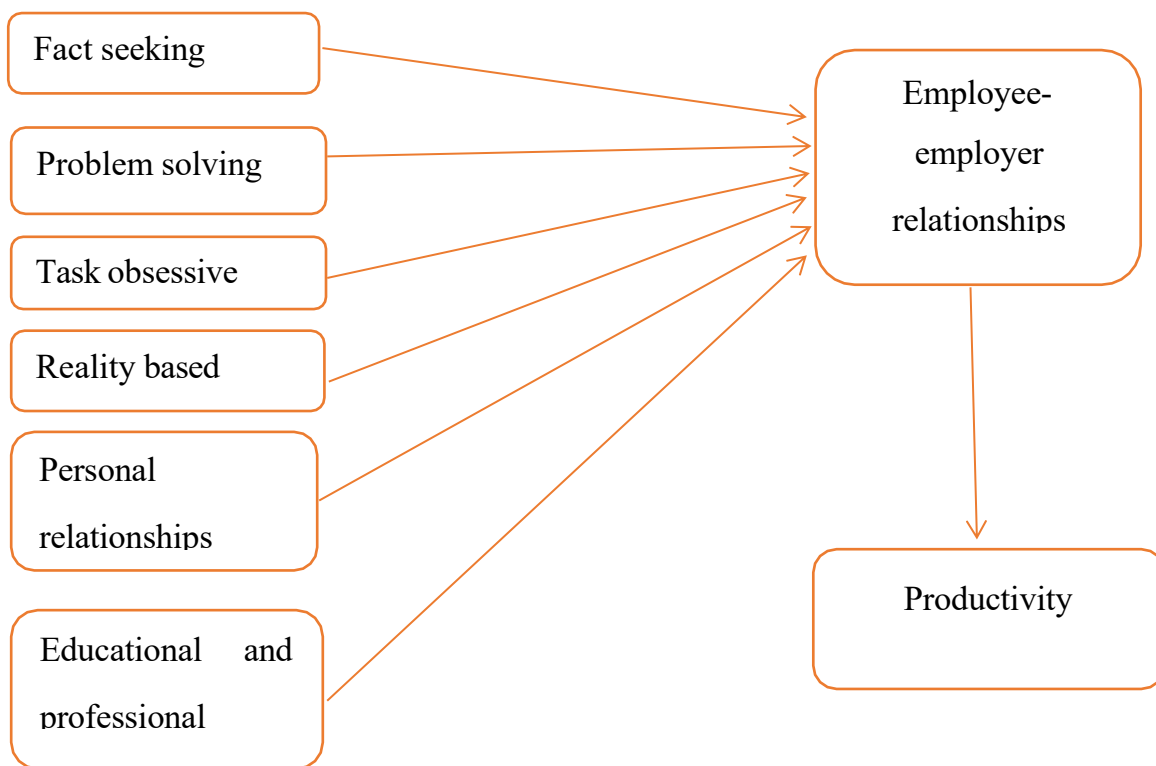 Fact seeking
Problem solving
Task obsessive
Reality based
Personal
relationships
Educational and
professional
Employee-
employer
relationships
Productivity